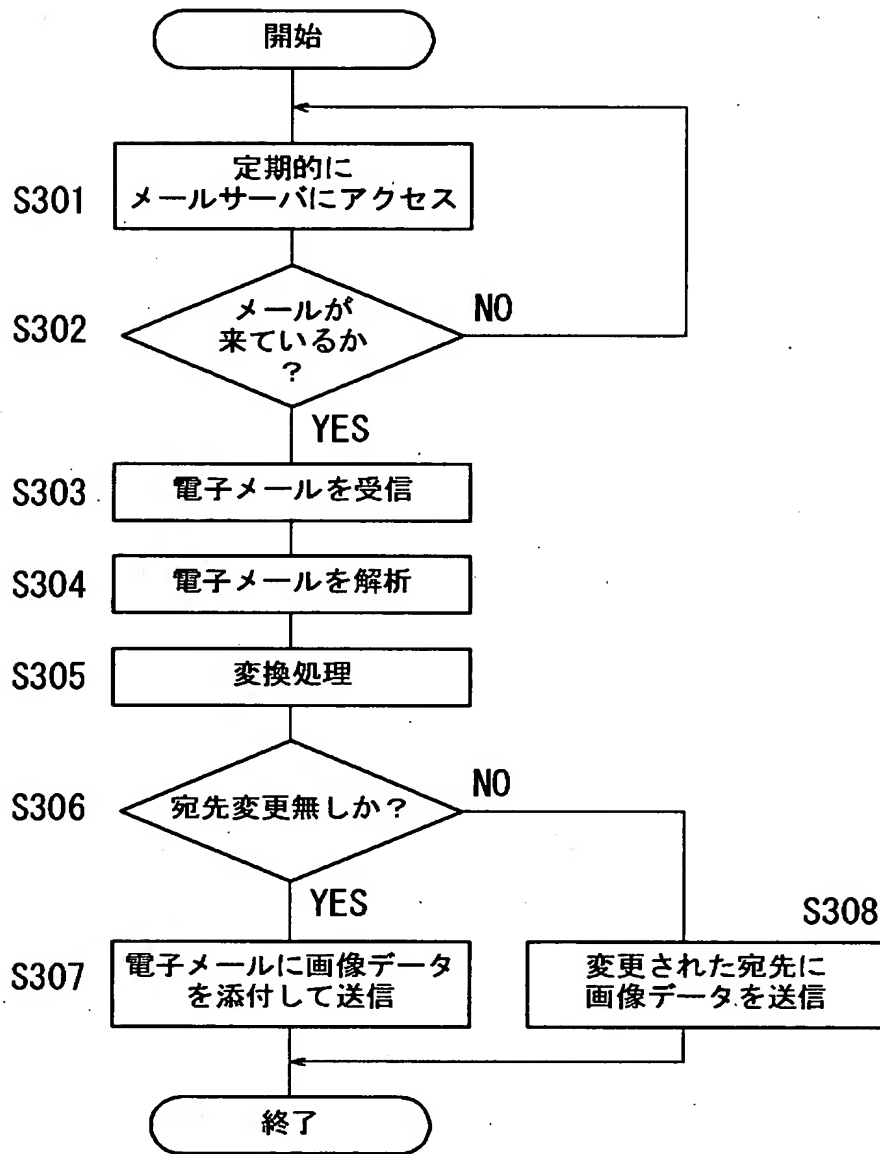 開始
S301
定期的に
メールサーバにアクセス
S302
メールが
来ているか
?
NO
YES
S303
電子メールを受信
S304
電子メールを解析
S305
変換処理
S306
宛先変更無しか?
NO
YES
S308
S307
電子メールに画像データ
を添付して送信
変更された宛先に
画像データを送信
終了